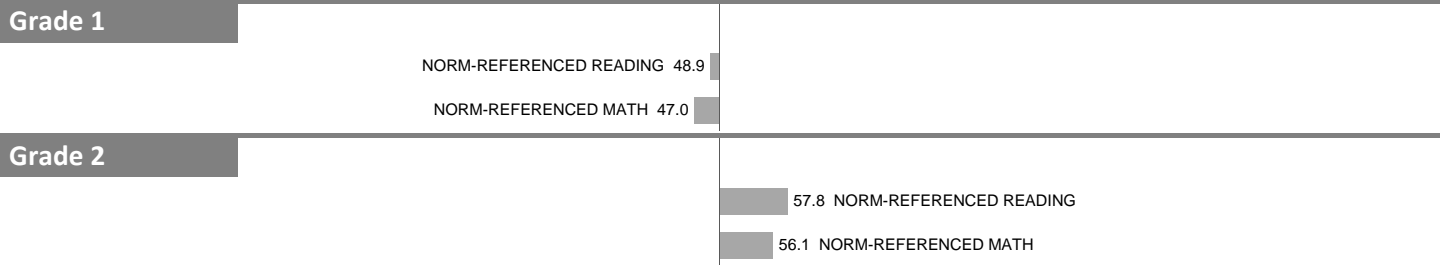 Grade 1
NORM-REFERENCED READING 48.9
NORM-REFERENCED MATH 47.0
Grade 2
57.8 NORM-REFERENCED READING
56.1 NORM-REFERENCED MATH